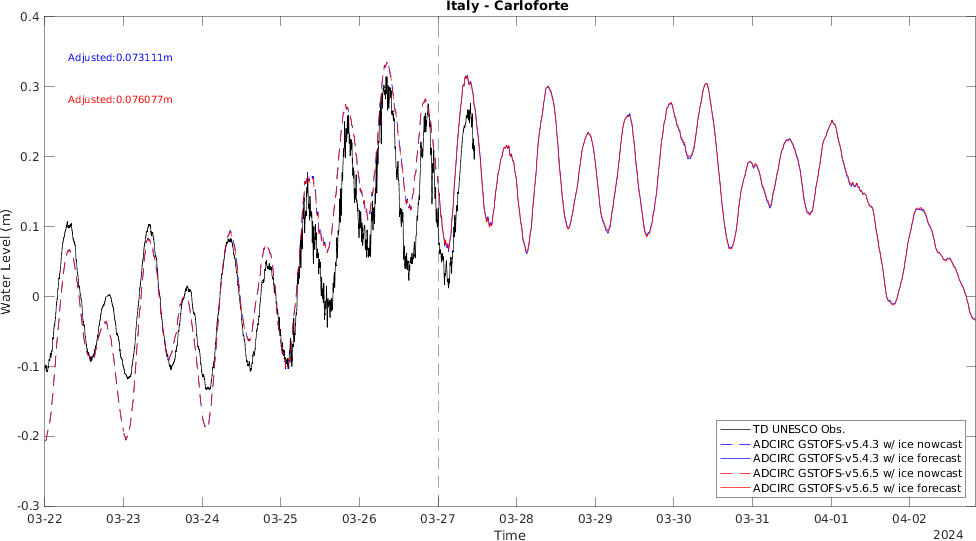 Italy - Carloforte
0.4
0.3
0.2
0.1
0
-0.1
-0.2
-0.3
Water Level (m)
Adjusted:0.073111m
Adjusted:0.076077m
TD UNESCO Obs.
ADCIRC GSTOFS-v5.4.3 w/ ice nowcast
ADCIRC GSTOFS-v5.4.3 w/ ice forecast
ADCIRC GSTOFS-v5.6.5 w/ ice nowcast
ADCIRC GSTOFS-v5.6.5 w/ ice forecast
03-22 03-23 03-24 03-25 03-26 03-27 03-28 03-29 03-30 03-31 04-01 04-02
Time
2024